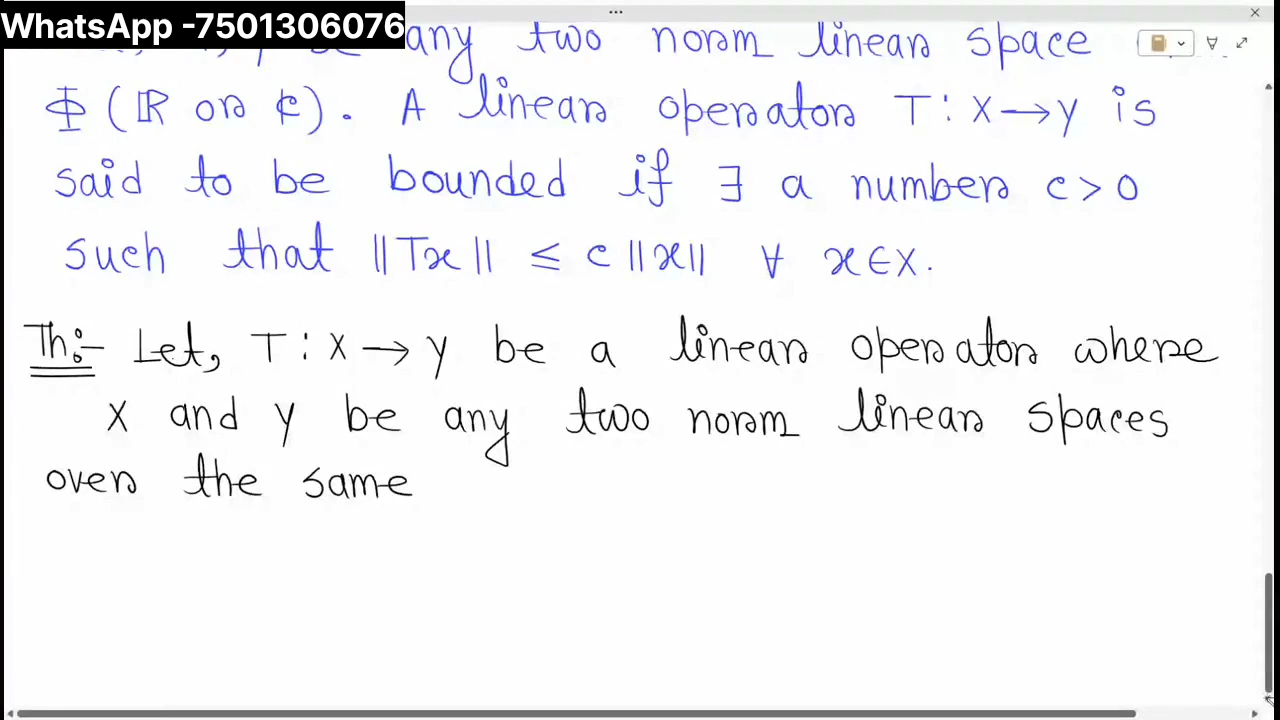 WhatsApp -7501306076
any two norm linear space
Φ (ℝ or ₵). A linear operator T : X → Y is
said to be bounded if ∃ a number c > 0
such that ||Tx|| ≤ c ||x|| ∀ x ∈ X.
Th:- Let, T : X → Y be a linear operator where
X and Y be any two norm linear spaces
over the same